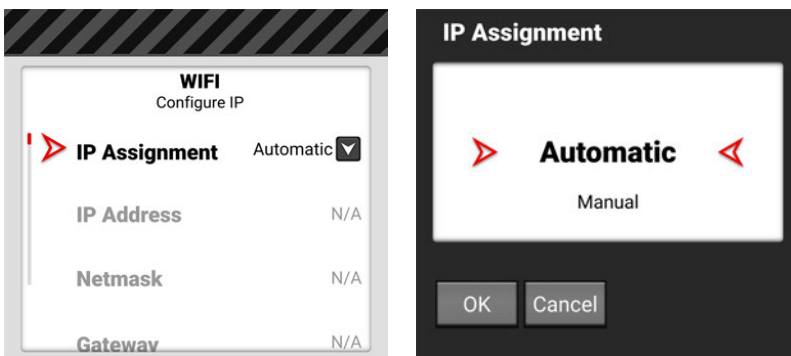 WIFI
Configure IP
IP Assignment Automatic
IP Address N/A
Netmask N/A
Gateway N/A
IP Assignment
Automatic
Manual
OK Cancel